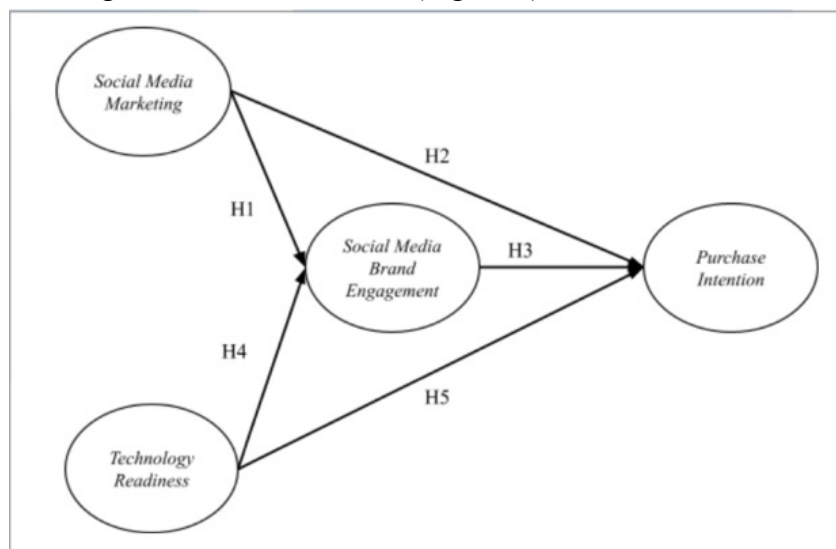 Social Media
Marketing
H2
H1
Social Media
Brand
Engagement
H3
Purchase
Intention
H4
H5
Technology
Readiness